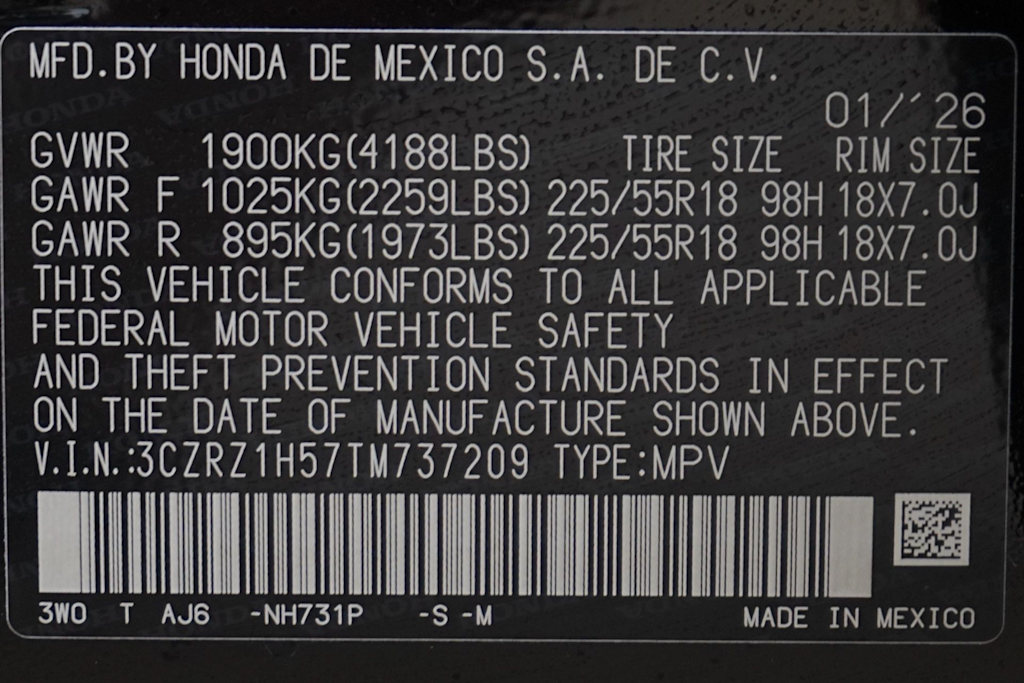 MFD.BY HONDA DE MEXICO S.A. DE C.V.
01/'26
GVWR 1900KG(4188LBS) TIRE SIZE RIM SIZE
GAWR F 1025KG(2259LBS) 225/55R18 98H 18X7.0J
GAWR R 895KG(1973LBS) 225/55R18 98H 18X7.0J
THIS VEHICLE CONFORMS TO ALL APPLICABLE
FEDERAL MOTOR VEHICLE SAFETY
AND THEFT PREVENTION STANDARDS IN EFFECT
ON THE DATE OF MANUFACTURE SHOWN ABOVE.
V.I.N.:3CZRZ1H57TM737209 TYPE:MPV
3W0 T AJ6 -NH731P -S -M MADE IN MEXICO